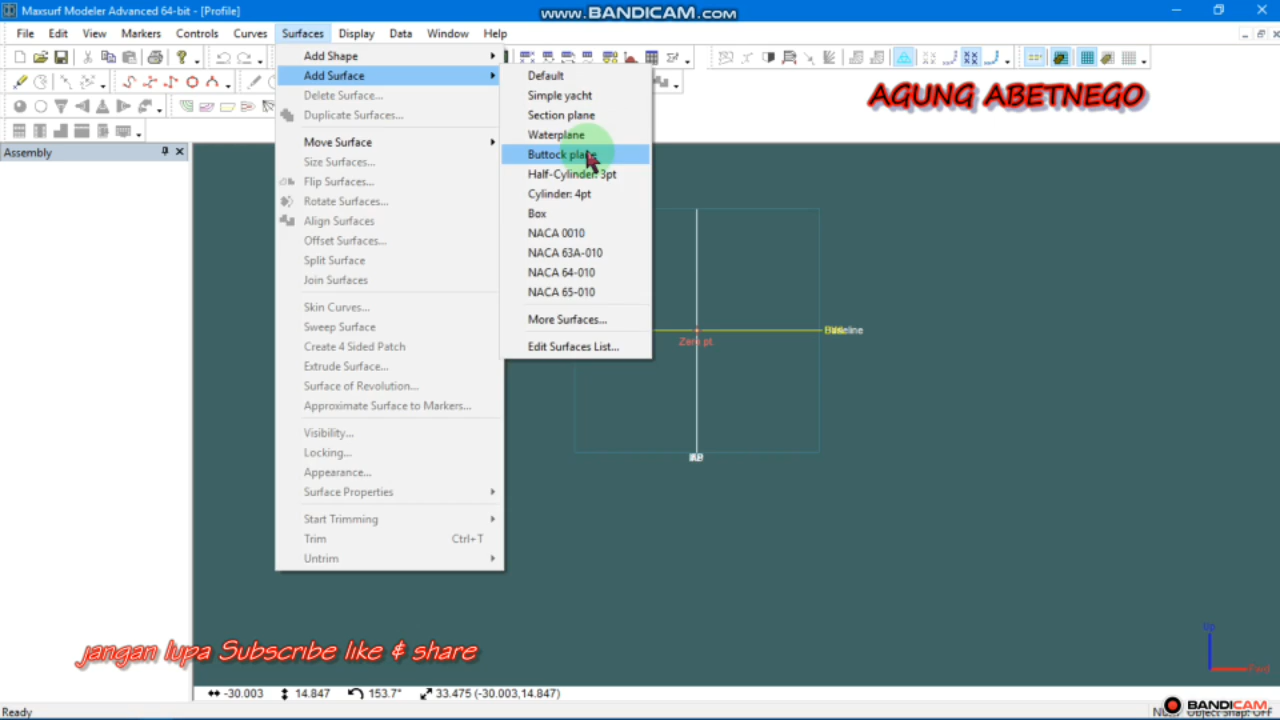 Maxsurf Modeler Advanced 64-bit - [Profile]
www.BANDICAM.com
File Edit View Markers Controls Curves Surfaces Display Data Window Help
AGUNG ABETNEGO
Assembly
Add Shape
Add Surface
Delete Surface...
Duplicate Surfaces...
Move Surface
Size Surfaces...
Flip Surfaces...
Rotate Surfaces...
Align Surfaces
Offset Surfaces...
Split Surface
Join Surfaces
Skin Curves...
Sweep Surface
Create 4 Sided Patch
Extrude Surface...
Surface of Revolution...
Approximate Surface to Markers...
Visibility...
Locking...
Appearance...
Surface Properties
Start Trimming
Trim Ctrl+T
Untrim
Default
Simple yacht
Section plane
Waterplane
Buttock plane
Half-Cylinder: 3pt
Cylinder: 4pt
Box
NACA 0010
NACA 63A-010
NACA 64-010
NACA 65-010
More Surfaces...
Edit Surfaces List...
Baseline
Zero pt.
Up
Fwd
jangan lupa Subscribe like & share
-30.003 14.847 153.7° 33.475 (-30.003,14.847)
Ready
Object Snap: OFF
BANDICAM